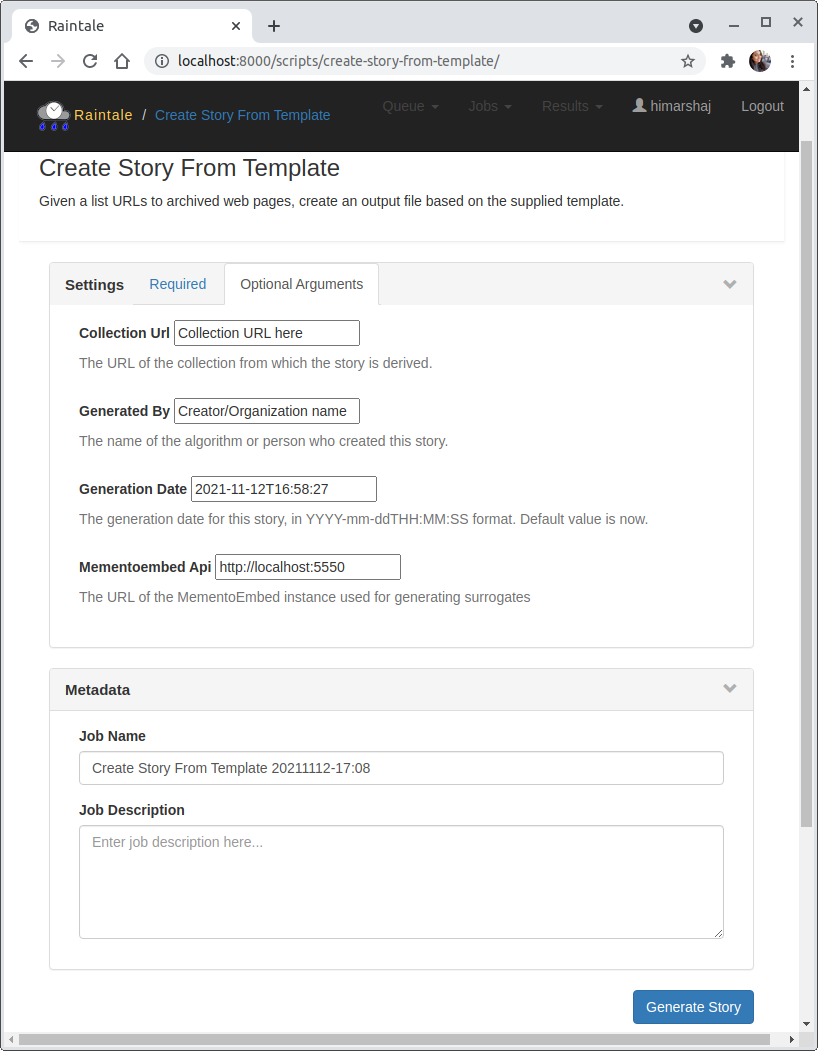 Raintale
localhost:8000/scripts/create-story-from-template/
Raintale / Create Story From Template Queue Jobs Results himarshaj Logout
Create Story From Template
Given a list URLs to archived web pages, create an output file based on the supplied template.
Settings Required Optional Arguments
Collection Url Collection URL here
The URL of the collection from which the story is derived.
Generated By Creator/Organization name
The name of the algorithm or person who created this story.
Generation Date 2021-11-12T16:58:27
The generation date for this story, in YYYY-mm-ddTHH:MM:SS format. Default value is now.
Mementoembed Api http://localhost:5550
The URL of the MementoEmbed instance used for generating surrogates
Metadata
Job Name
Create Story From Template 20211112-17:08
Job Description
Enter job description here...
Generate Story